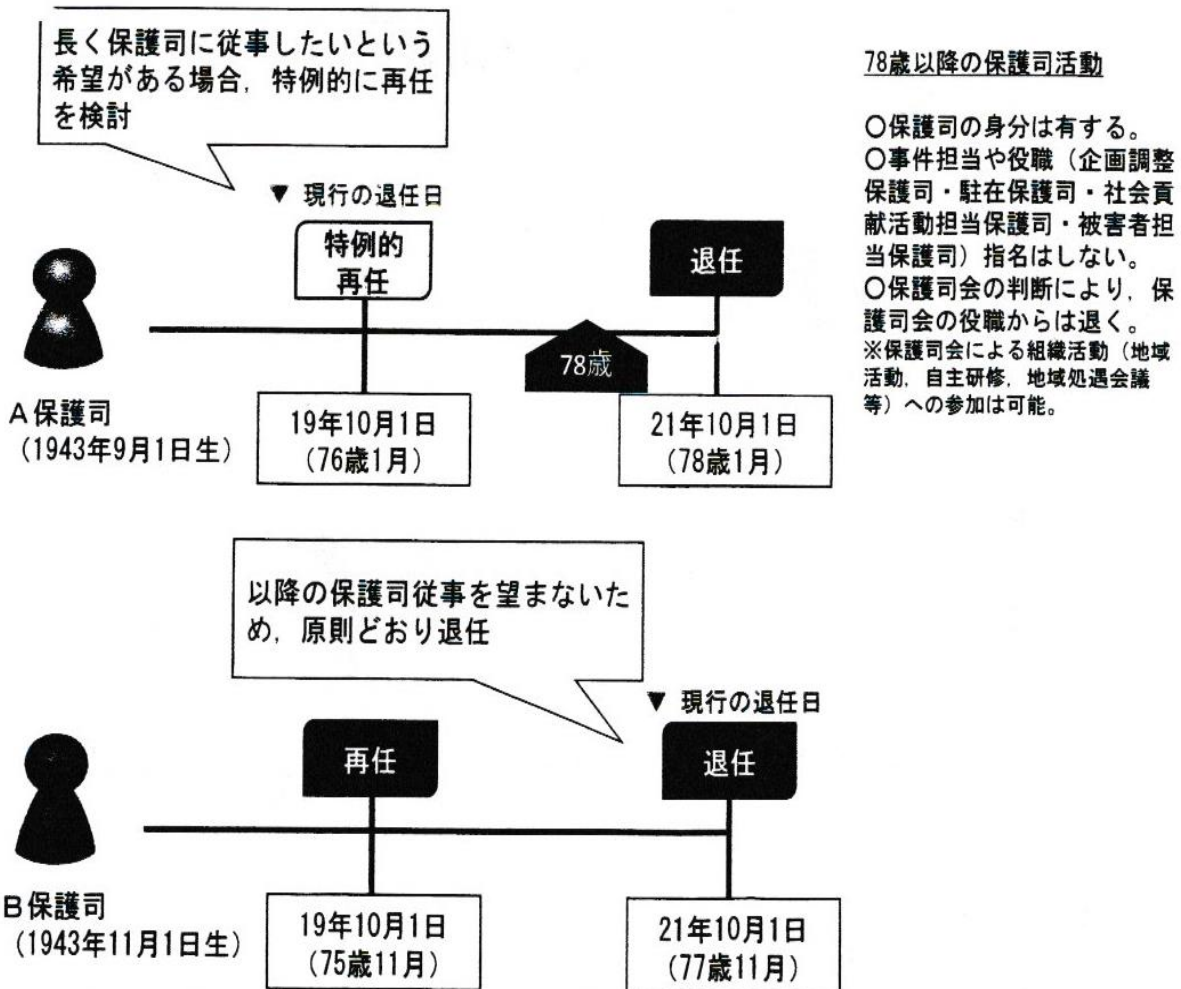 長く保護司に従事したいという
希望がある場合，特例的に再任
を検討
▼ 現行の退任日
特例的
再任
退任
78歳
A保護司
（1943年9月1日生）
19年10月1日
（76歳1月）
21年10月1日
（78歳1月）
78歳以降の保護司活動
○保護司の身分は有する。
○事件担当や役職（企画調整
保護司・駐在保護司・社会貢
献活動担当保護司・被害者担
当保護司）指名はしない。
○保護司会の判断により，保
護司会の役職からは退く。
※保護司会による組織活動（地域
活動，自主研修，地域処遇会議
等）への参加は可能。
以降の保護司従事を望まないた
め，原則どおり退任
▼ 現行の退任日
再任
退任
B保護司
（1943年11月1日生）
19年10月1日
（75歳11月）
21年10月1日
（77歳11月）